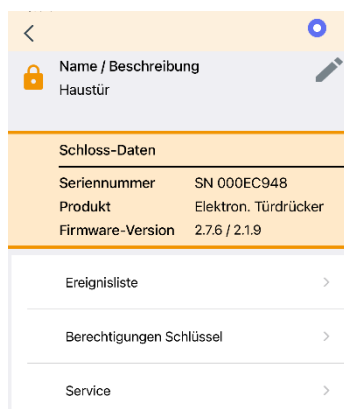 Name / Beschreibung
Haustür
Schloss-Daten
Seriennummer SN 000EC948
Produkt Elektron. Türdrücker
Firmware-Version 2.7.6 / 2.1.9
Ereignisliste
Berechtigungen Schlüssel
Service